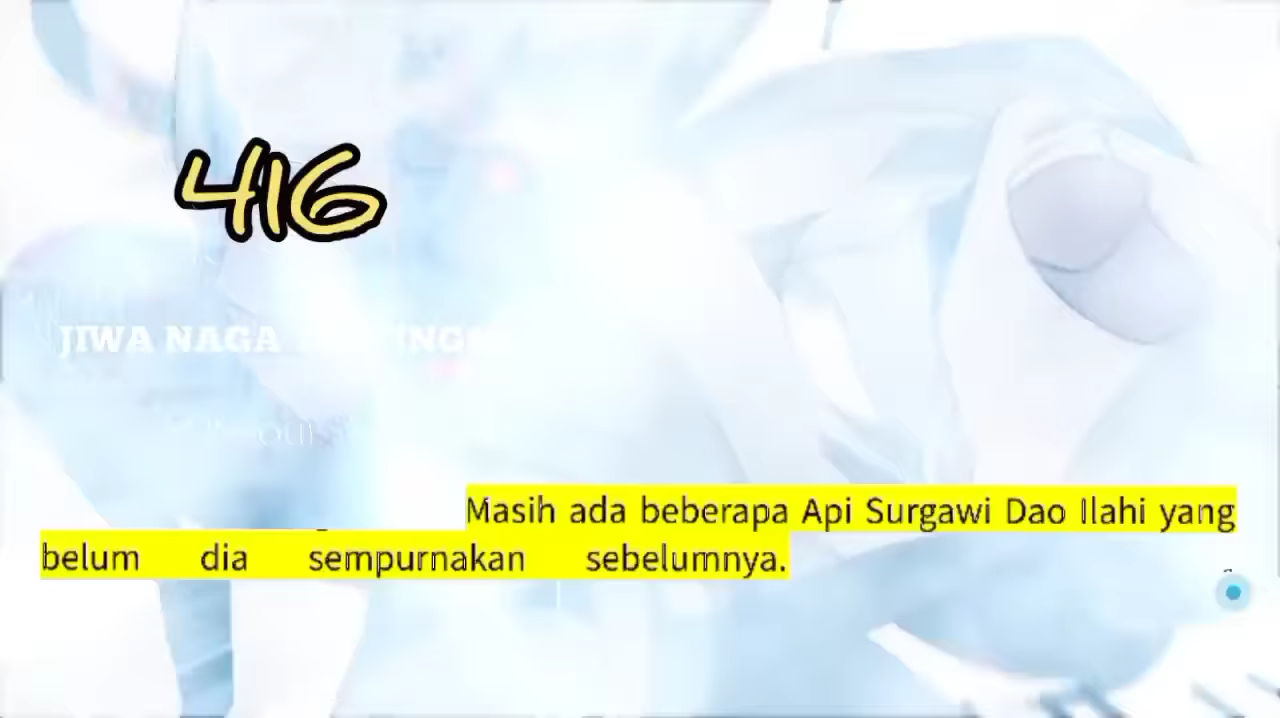 416
JIWA NAGA
Masih ada beberapa Api Surgawi Dao Ilahi yang
belum dia sempurnakan sebelumnya.